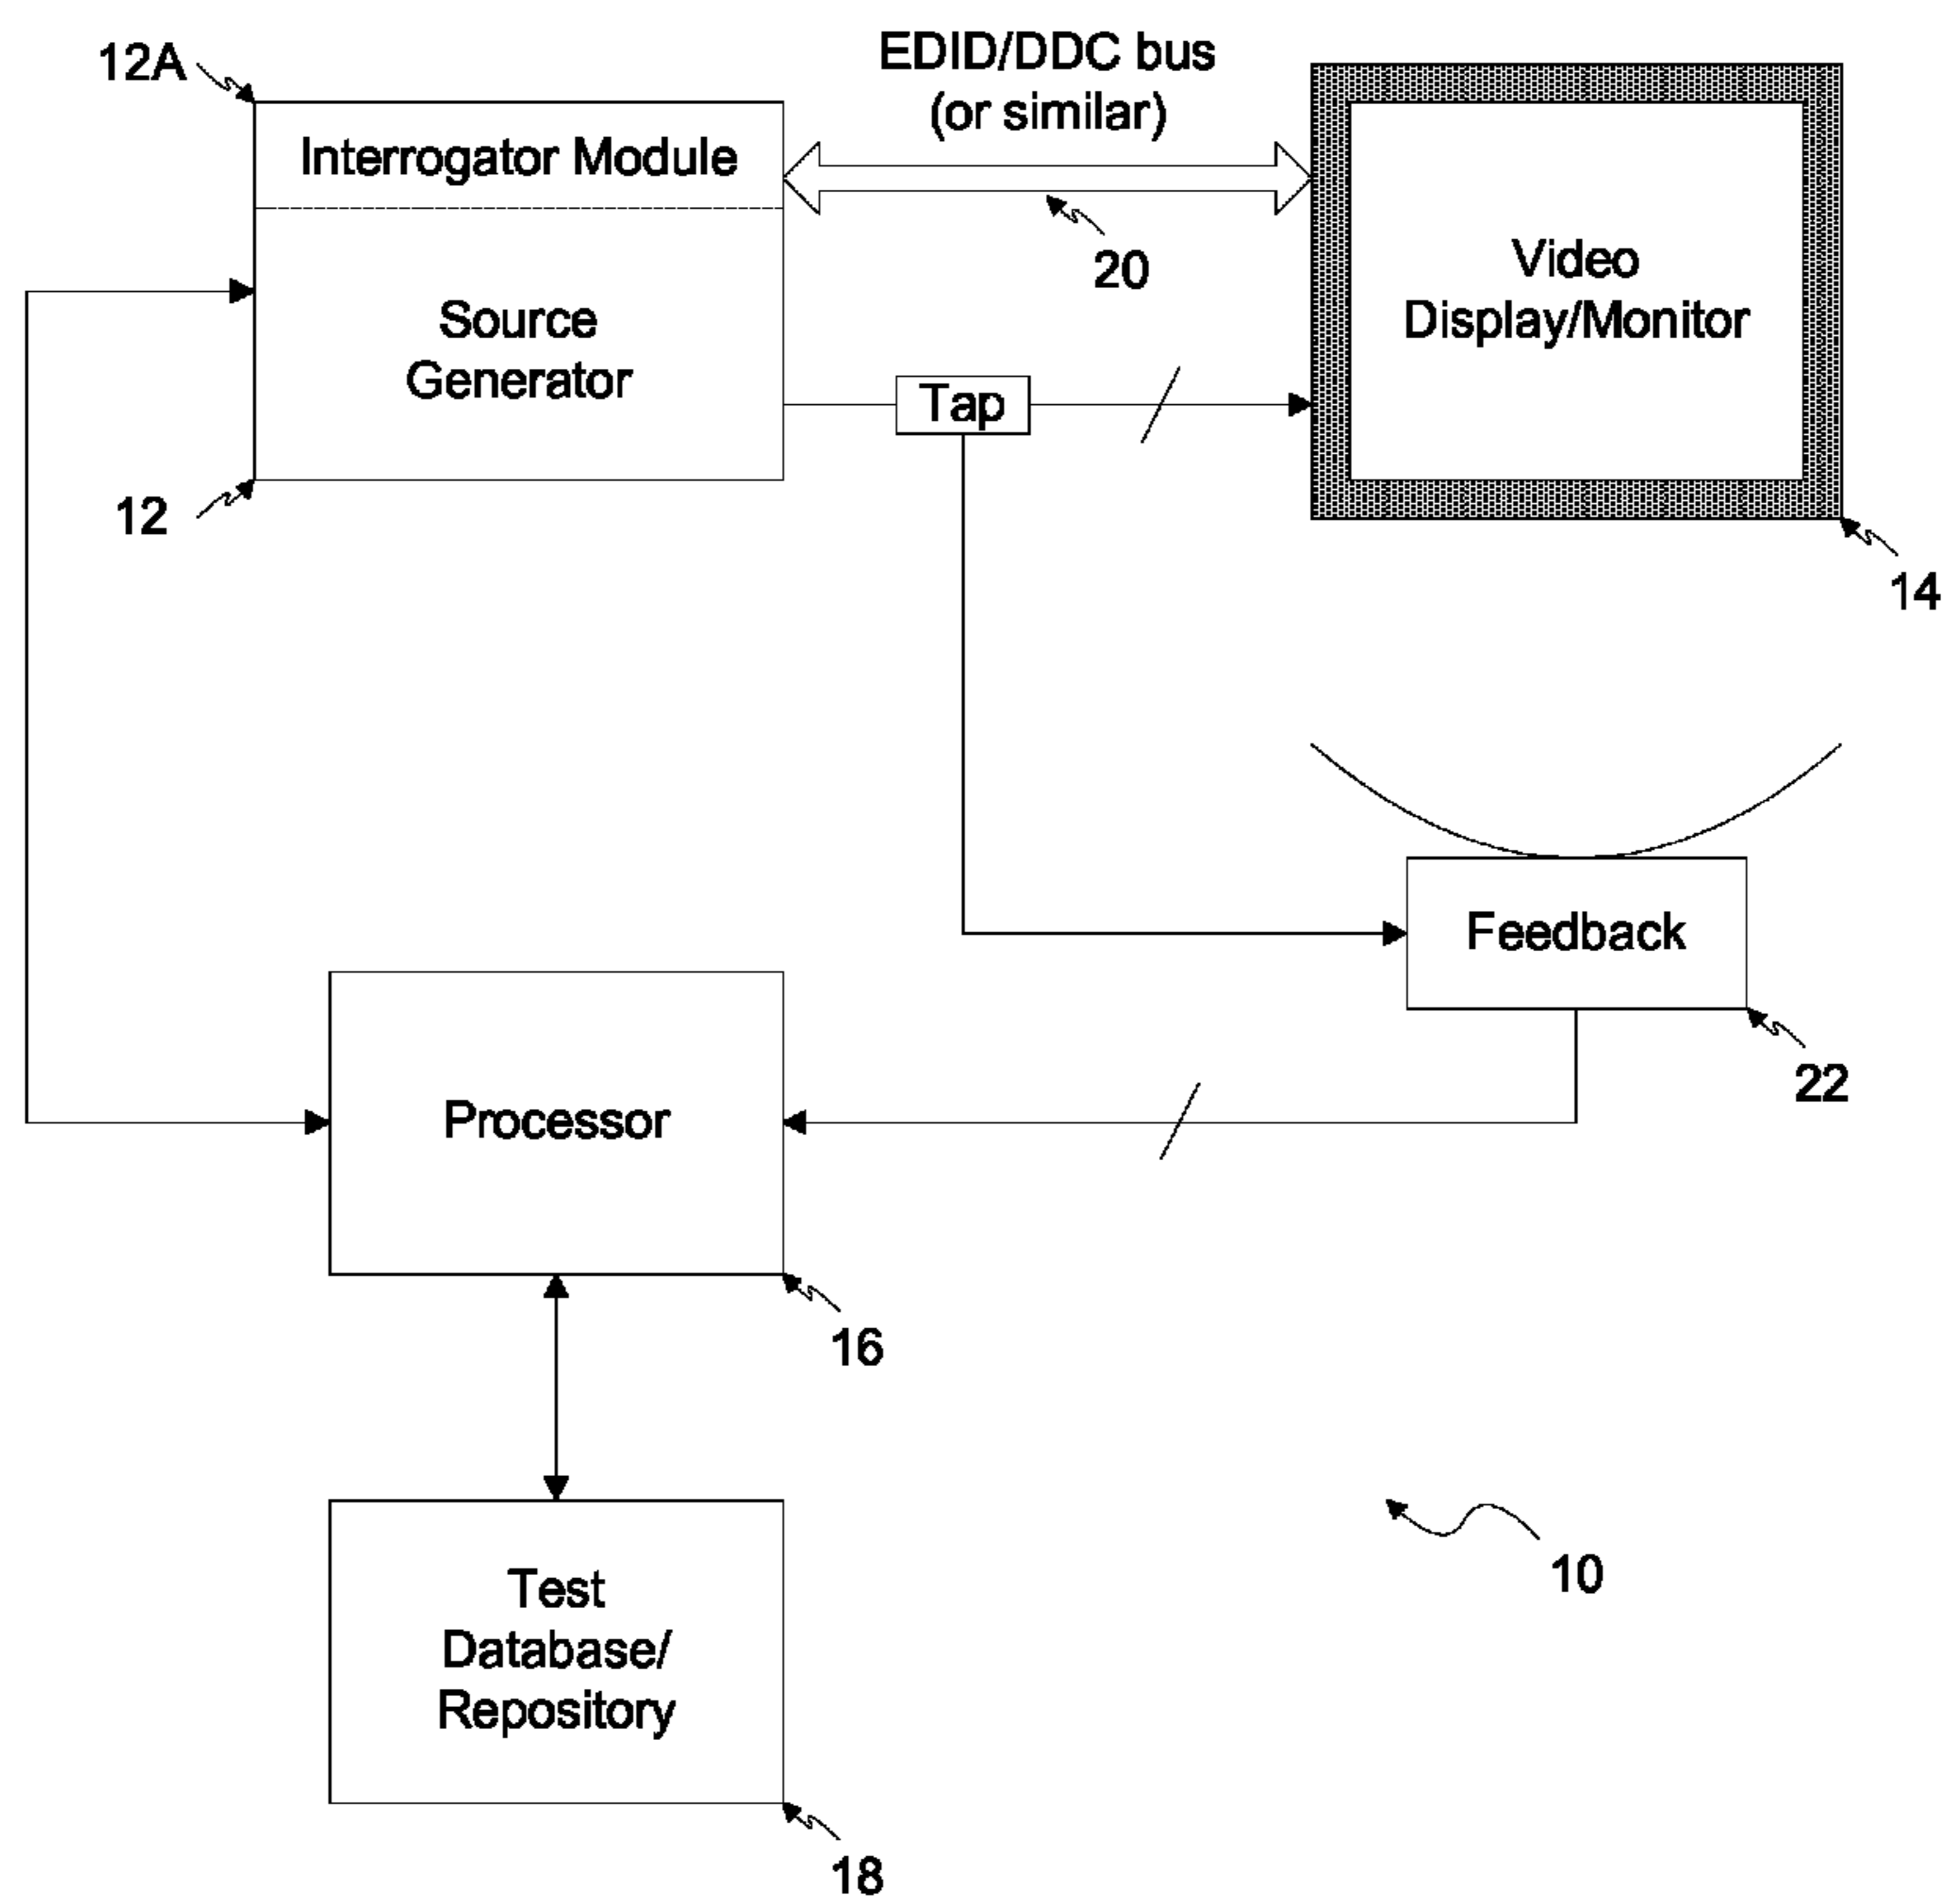 12A
EDID/DDC bus
(or similar)
Interrogator Module
20
Video
Display/Monitor
Source
Generator
Tap
12
14
Feedback
22
Processor
16
Test
Database/
Repository
10
18